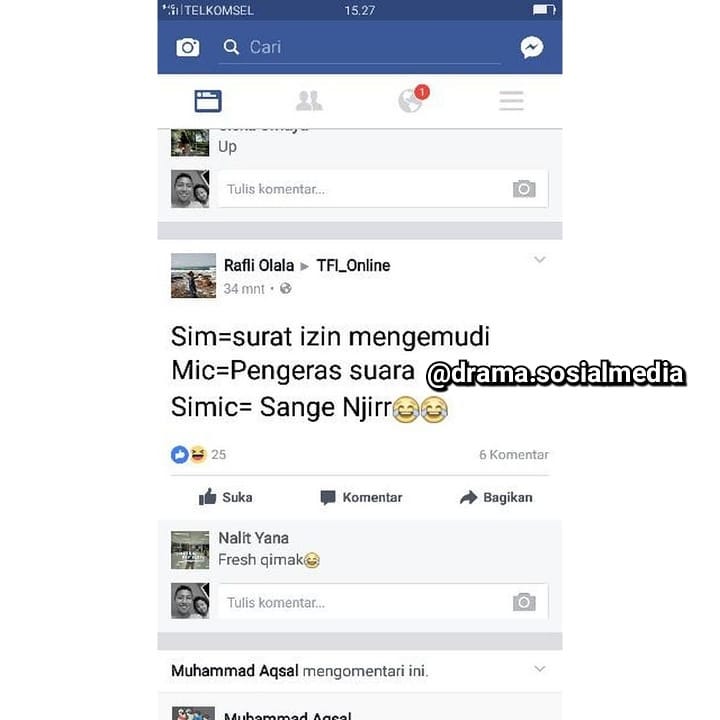 TELKOMSEL 15.27
Cari
1
Up
Tulis komentar...
Rafli Olala ▸ TFI_Online
34 mnt •
Sim=surat izin mengemudi
Mic=Pengeras suara
@drama.sosialmedia
Simic= Sange Njirr😂😂
25 6 Komentar
Suka Komentar Bagikan
Nalit Yana
Fresh qimak😂
Tulis komentar...
Muhammad Aqsal mengomentari ini.
Muhammad Aqsal